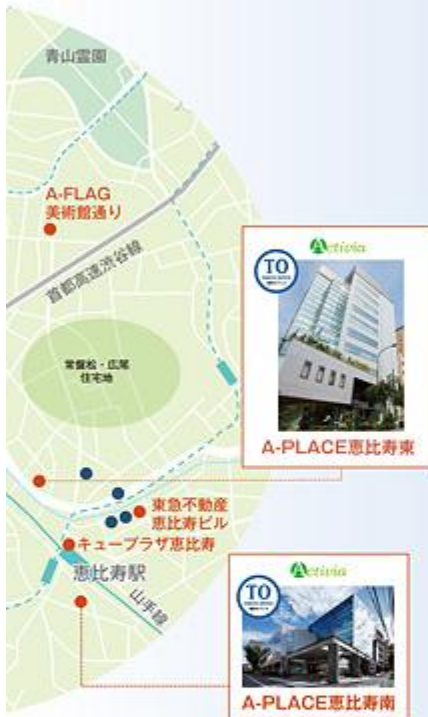 青山霊園
A-FLAG
美術館通り
首都高速渋谷線
Activia
TO
A-PLACE恵比寿東
常盤松・広尾
住宅地
東急不動産
恵比寿ビル
キュープラザ恵比寿
恵比寿駅
山手線
Activia
TO
A-PLACE恵比寿南